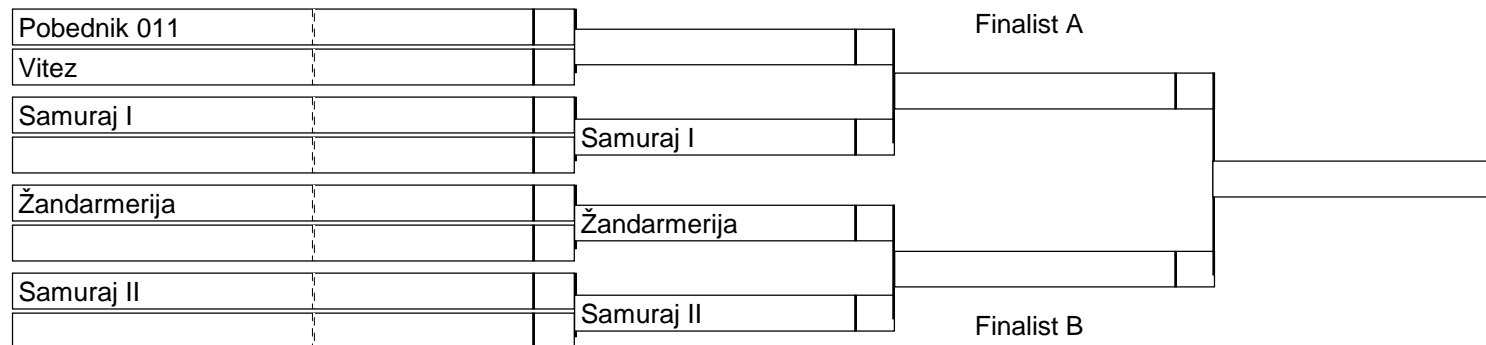 Pobednik 011
Vitez
Samuraj I
Žandarmerija
Samuraj II
Samuraj I
Žandarmerija
Samuraj II
Finalist A
Finalist B